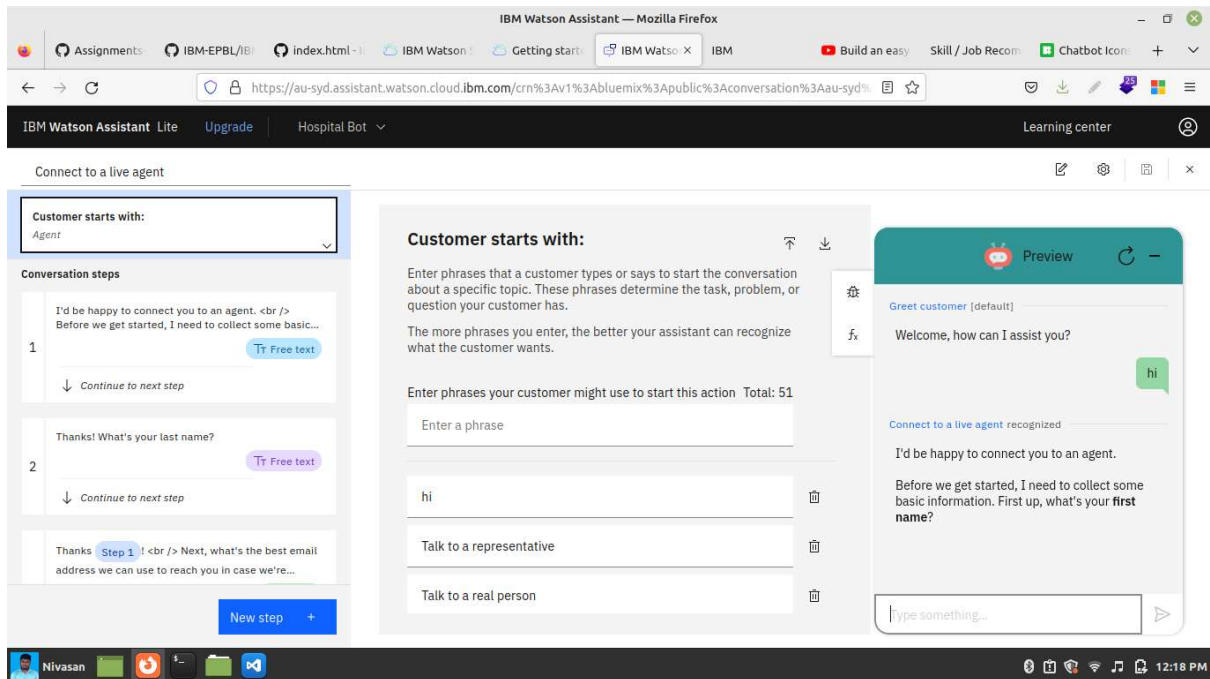 IBM Watson Assistant — Mozilla Firefox
Assignments-
IBM-EPBL/IB
index.html - I
IBM Watson S
Getting starte
IBM Watso
IBM
Build an easy
Skill / Job Recom
Chatbot Icon
https://au-syd.assistant.watson.cloud.ibm.com/crn%3Av1%3Abluemix%3Apublic%3Aconversation%3Aau-syd%
25
IBM Watson Assistant Lite Upgrade Hospital Bot Learning center
Connect to a live agent
Customer starts with:
Agent
Conversation steps
1
I'd be happy to connect you to an agent. <br />
Before we get started, I need to collect some basic...
Free text
Continue to next step
2
Thanks! What's your last name?
Free text
Continue to next step
Thanks Step 1 ! <br /> Next, what's the best email
address we can use to reach you in case we're...
New step +
Customer starts with:
Enter phrases that a customer types or says to start the conversation
about a specific topic. These phrases determine the task, problem, or
question your customer has.
The more phrases you enter, the better your assistant can recognize
what the customer wants.
Enter phrases your customer might use to start this action Total: 51
Enter a phrase
hi
Talk to a representative
Talk to a real person
Preview
Greet customer [default]
Welcome, how can I assist you?
hi
Connect to a live agent recognized
I'd be happy to connect you to an agent.
Before we get started, I need to collect some
basic information. First up, what's your first
name?
Type something...
Nivasan
12:18 PM